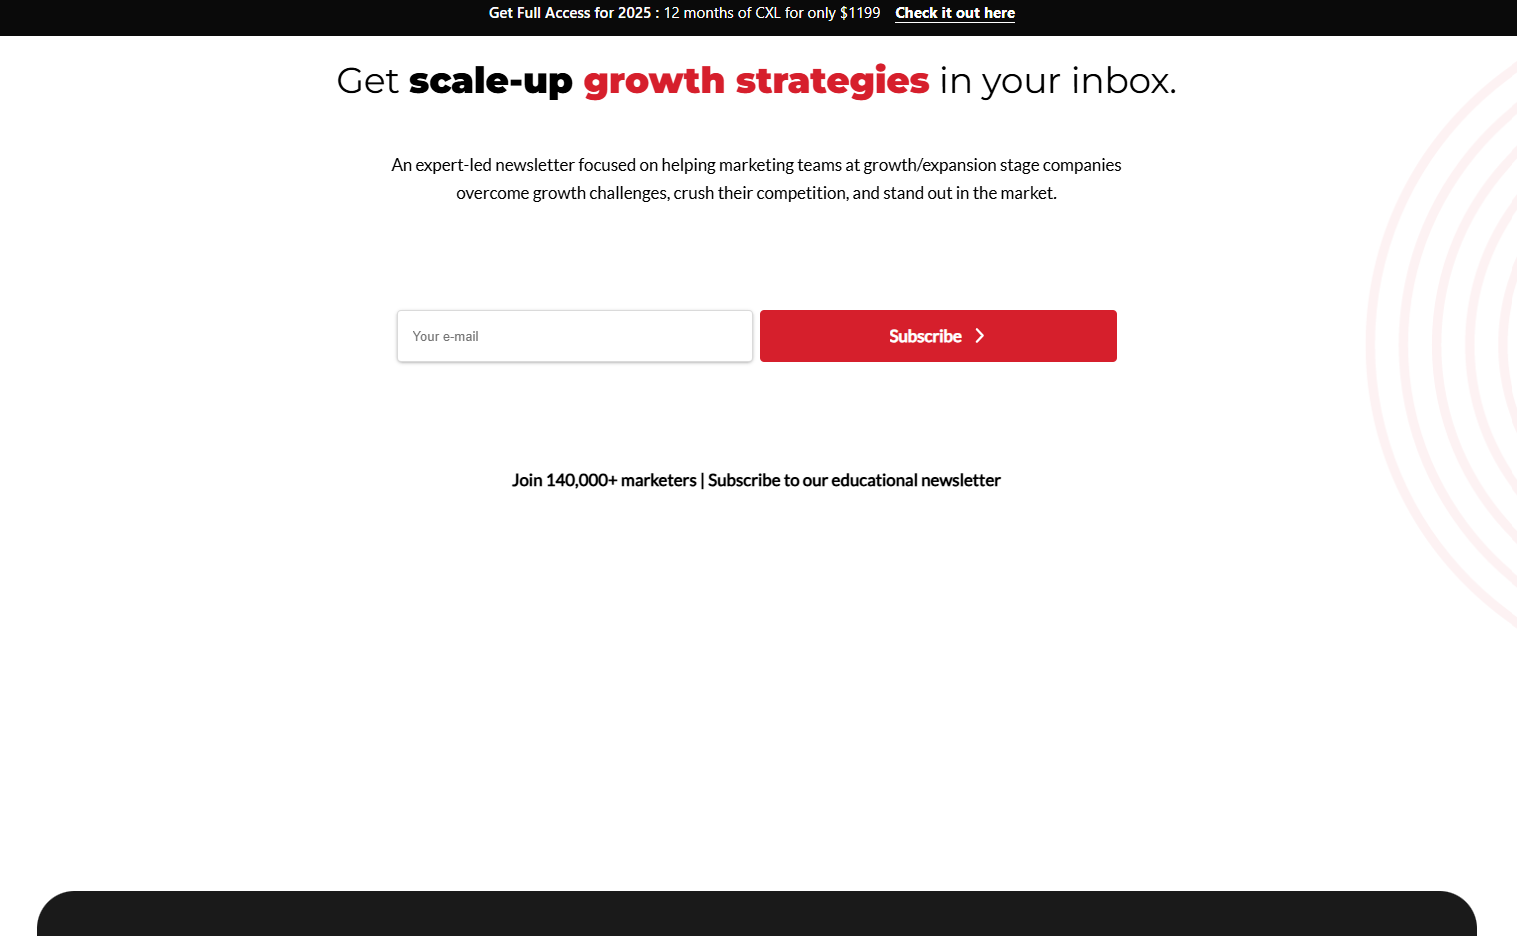 Get Full Access for 2025 : 12 months of CXL for only $1199 Check it out here
Get scale-up growth strategies in your inbox.
An expert-led newsletter focused on helping marketing teams at growth/expansion stage companies
overcome growth challenges, crush their competition, and stand out in the market.
Your e-mail
Subscribe
Join 140,000+ marketers | Subscribe to our educational newsletter